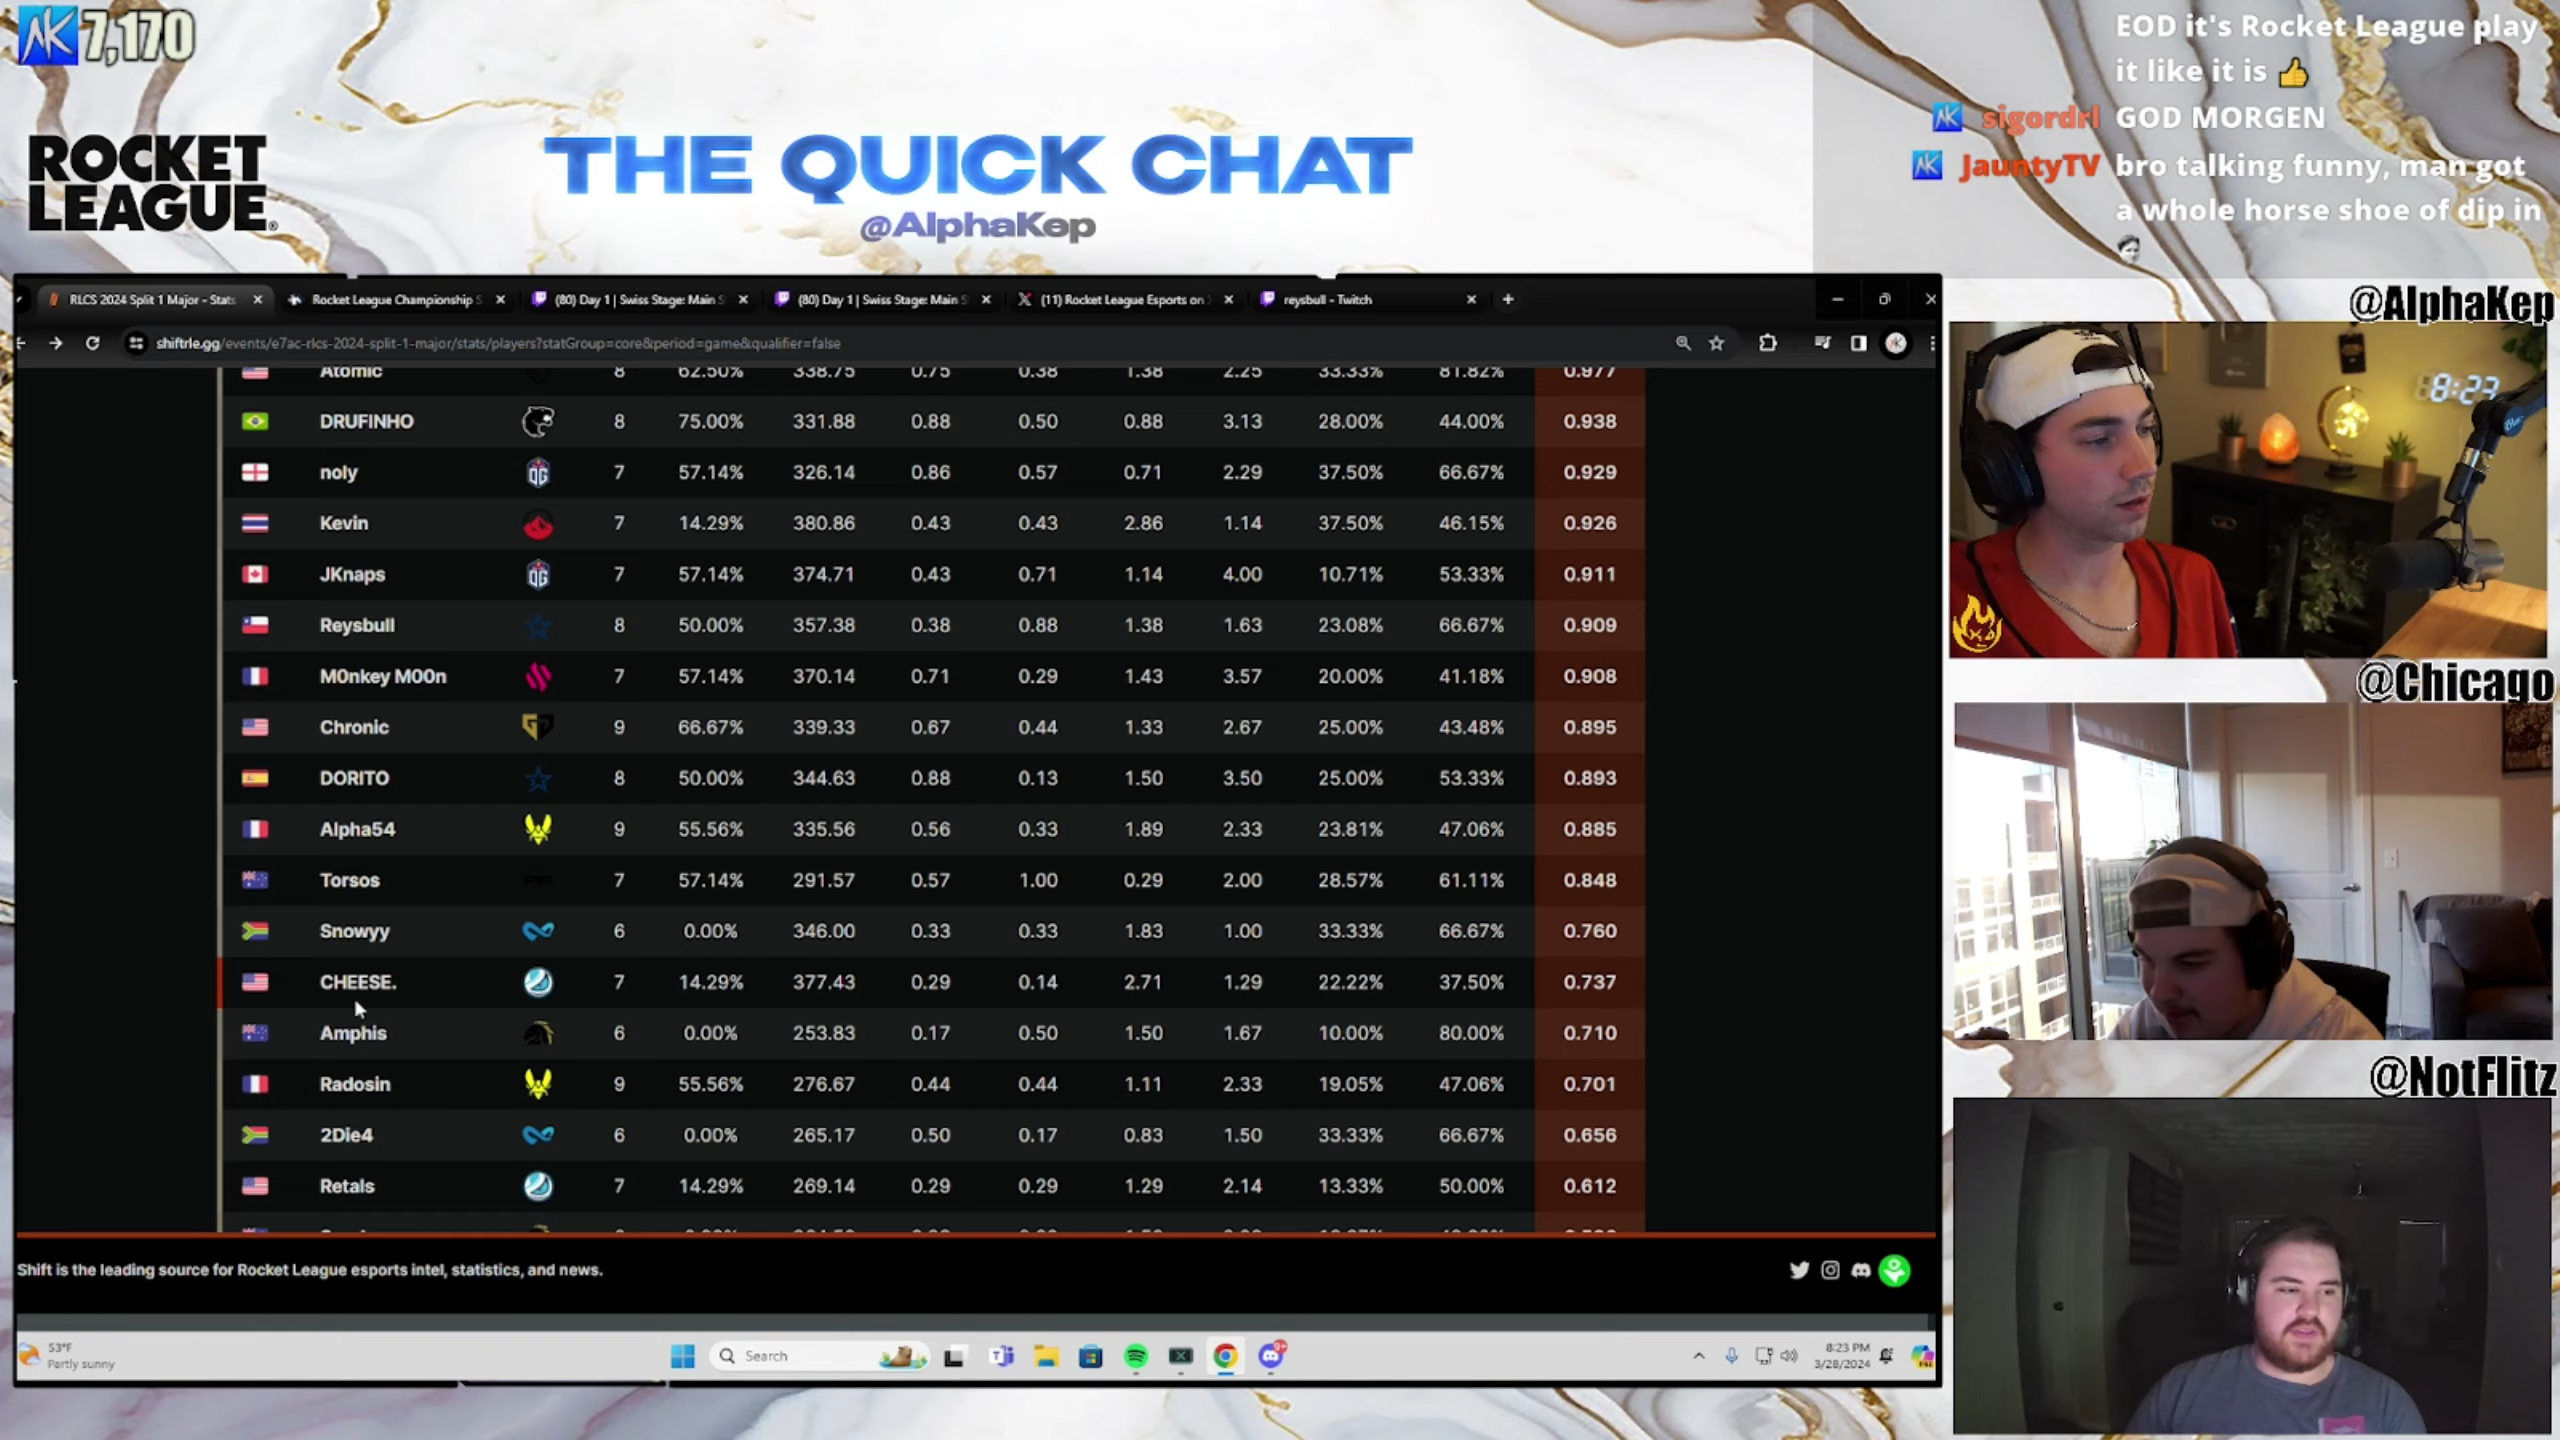 7,170
ROCKET
LEAGUE
THE QUICK CHAT
@AlphaKep
EOD it's Rocket League play
it like it is
sigordrl GOD MORGEN
JauntyTV bro talking funny, man got
a whole horse shoe of dip in
RLCS 2024 Split 1 Major - Stats
Rocket League Championship S
(80) Day 1 | Swiss Stage: Main S
(80) Day 1 | Swiss Stage: Main S
(11) Rocket League Esports on
reysbull - Twitch
shiftrle.gg/events/e7ac-rlcs-2024-split-1-major/stats/players?statGroup=core&period=game&qualifier=false
Atomic 8 62.50% 338.75 0.75 0.38 1.38 2.25 33.33% 81.82% 0.977
DRUFINHO 8 75.00% 331.88 0.88 0.50 0.88 3.13 28.00% 44.00% 0.938
noly 7 57.14% 326.14 0.86 0.57 0.71 2.29 37.50% 66.67% 0.929
Kevin 7 14.29% 380.86 0.43 0.43 2.86 1.14 37.50% 46.15% 0.926
JKnaps 7 57.14% 374.71 0.43 0.71 1.14 4.00 10.71% 53.33% 0.911
Reysbull 8 50.00% 357.38 0.38 0.88 1.38 1.63 23.08% 66.67% 0.909
M0nkey M00n 7 57.14% 370.14 0.71 0.29 1.43 3.57 20.00% 41.18% 0.908
Chronic 9 66.67% 339.33 0.67 0.44 1.33 2.67 25.00% 43.48% 0.895
DORITO 8 50.00% 344.63 0.88 0.13 1.50 3.50 25.00% 53.33% 0.893
Alpha54 9 55.56% 335.56 0.56 0.33 1.89 2.33 23.81% 47.06% 0.885
Torsos 7 57.14% 291.57 0.57 1.00 0.29 2.00 28.57% 61.11% 0.848
Snowyy 6 0.00% 346.00 0.33 0.33 1.83 1.00 33.33% 66.67% 0.760
CHEESE. 7 14.29% 377.43 0.29 0.14 2.71 1.29 22.22% 37.50% 0.737
Amphis 6 0.00% 253.83 0.17 0.50 1.50 1.67 10.00% 80.00% 0.710
Radosin 9 55.56% 276.67 0.44 0.44 1.11 2.33 19.05% 47.06% 0.701
2Die4 6 0.00% 265.17 0.50 0.17 0.83 1.50 33.33% 66.67% 0.656
Retals 7 14.29% 269.14 0.29 0.29 1.29 2.14 13.33% 50.00% 0.612
Shift is the leading source for Rocket League esports intel, statistics, and news.
53°F
Partly sunny
Search
8:23 PM
3/28/2024
@AlphaKep
8:23
@Chicago
@NotFlitz